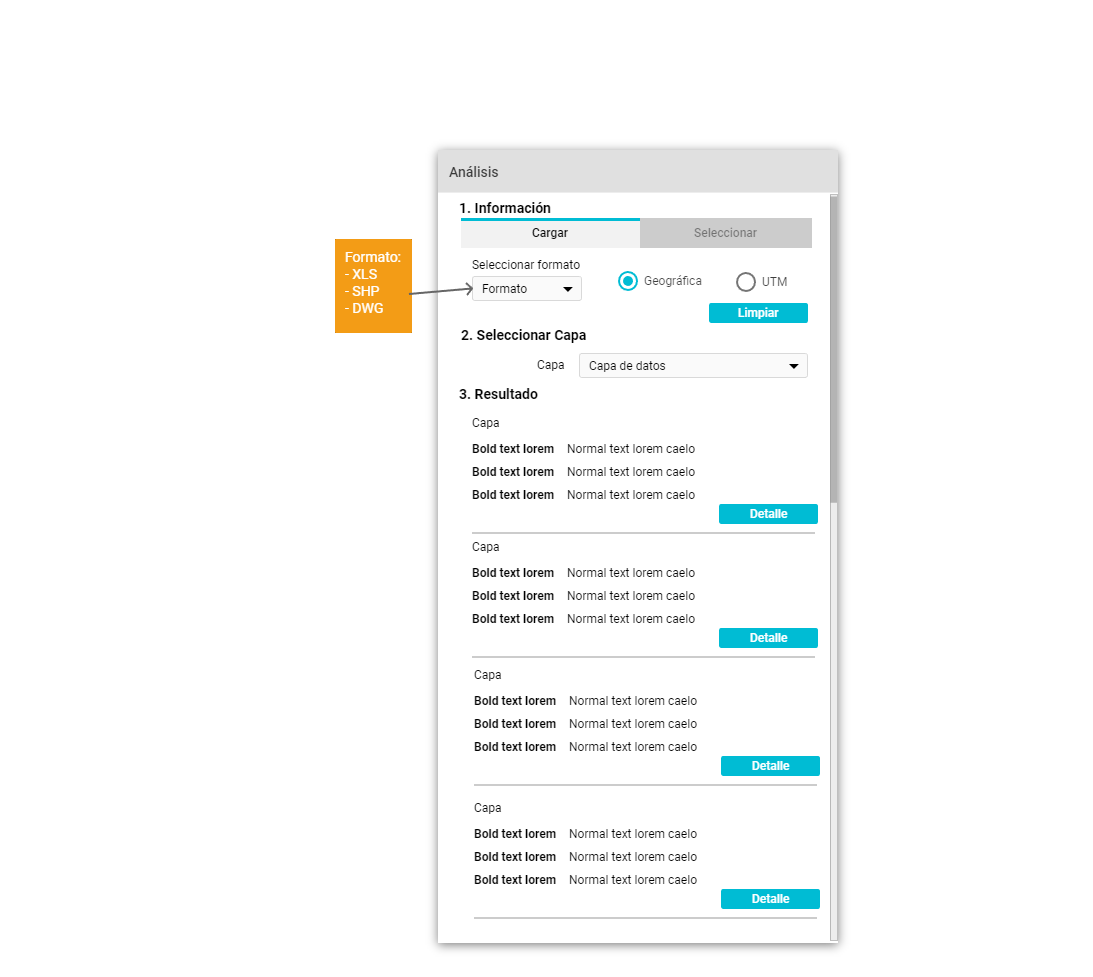 Análisis
1. Información
Cargar
Seleccionar
Formato:
- XLS
- SHP
- DWG
Seleccionar formato
Formato
Geográfica
UTM
Limpiar
2. Seleccionar Capa
Capa
Capa de datos
3. Resultado
Capa
Bold text lorem Normal text lorem caelo
Bold text lorem Normal text lorem caelo
Bold text lorem Normal text lorem caelo
Detalle
Capa
Bold text lorem Normal text lorem caelo
Bold text lorem Normal text lorem caelo
Bold text lorem Normal text lorem caelo
Detalle
Capa
Bold text lorem Normal text lorem caelo
Bold text lorem Normal text lorem caelo
Bold text lorem Normal text lorem caelo
Detalle
Capa
Bold text lorem Normal text lorem caelo
Bold text lorem Normal text lorem caelo
Bold text lorem Normal text lorem caelo
Detalle